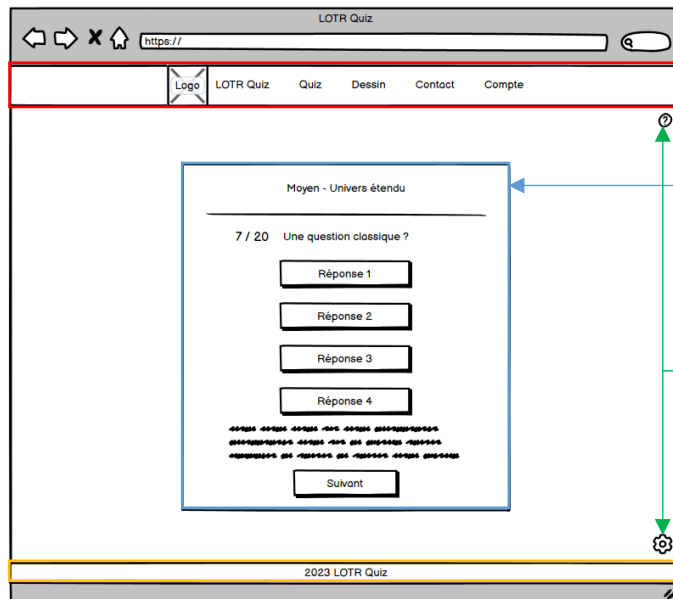 LOTR Quiz
https://
Logo LOTR Quiz Quiz Dessin Contact Compte
?
Moyen - Univers étendu
7 / 20 Une question classique ?
Réponse 1
Réponse 2
Réponse 3
Réponse 4
Suivant
2023 LOTR Quiz